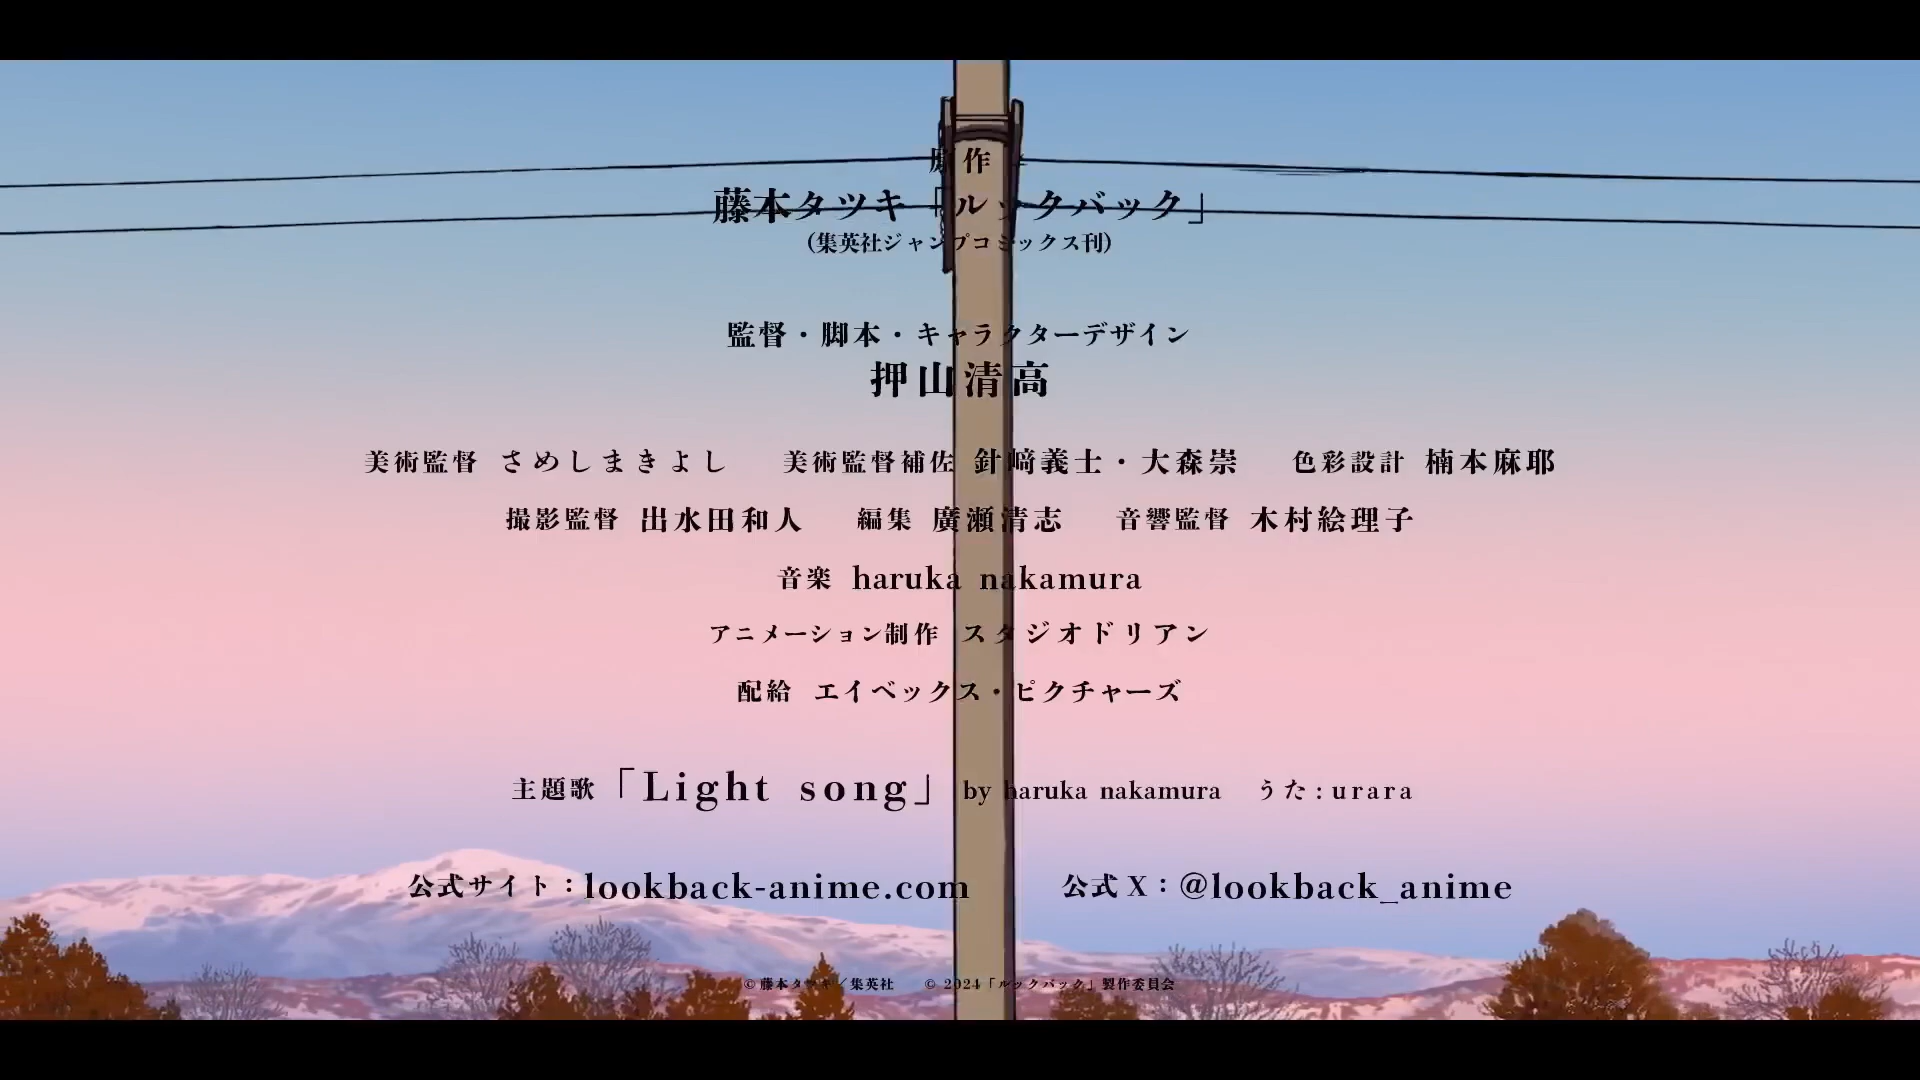 原作
藤本タツキ「ルックバック」
(集英社ジャンプコミックス刊)
監督・脚本・キャラクターデザイン
押山清高
美術監督 さめしまきよし 美術監督補佐 針﨑義士・大森崇 色彩設計 楠本麻耶
撮影監督 出水田和人 編集 廣瀬清志 音響監督 木村絵理子
音楽 haruka nakamura
アニメーション制作 スタジオドリアン
配給 エイベックス・ピクチャーズ
主題歌「Light song」 by haruka nakamura うた:urara
公式サイト:lookback-anime.com 公式X:@lookback_anime
© 藤本タツキ/集英社 © 2024「ルックバック」製作委員会